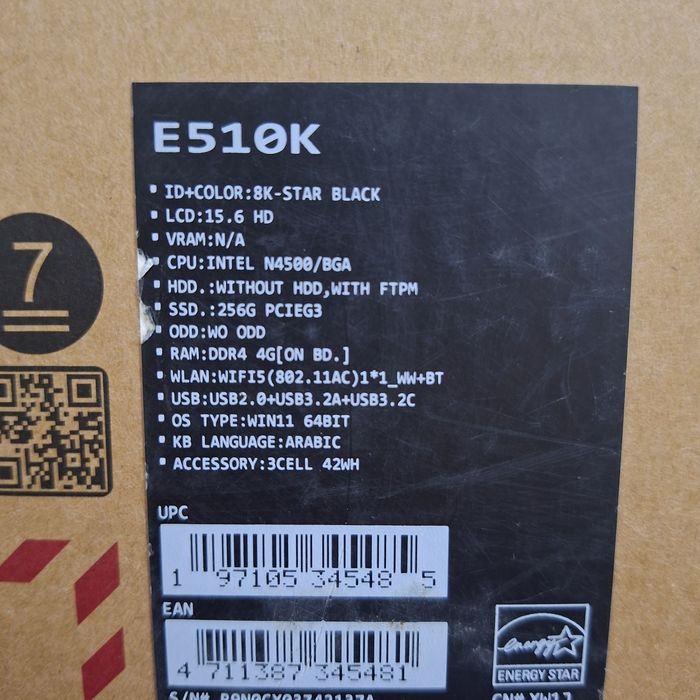 E510K
ID+COLOR:8K-STAR BLACK
LCD:15.6 HD
VRAM:N/A
CPU:INTEL N4500/BGA
HDD.:WITHOUT HDD,WITH FTPM
SSD.:256G PCIEG3
ODD:WO ODD
RAM:DDR4 4G[ON BD.]
WLAN:WIFI5(802.11AC)1*1_WW+BT
USB:USB2.0+USB3.2A+USB3.2C
OS TYPE:WIN11 64BIT
KB LANGUAGE:ARABIC
ACCESSORY:3CELL 42WH
7
UPC
1 97105 34548 5
EAN
4 711387 345481
energy
ENERGY STAR
S/N#
CN#